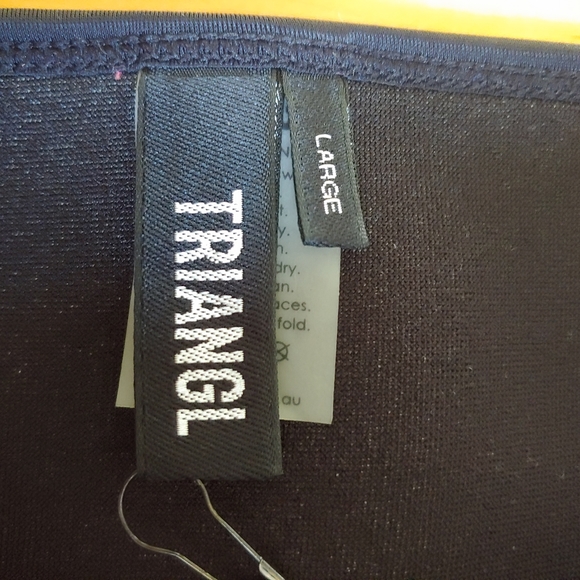 TRIANGL
LARGE
t.
y.
n.
dry.
an.
aces.
fold.
au